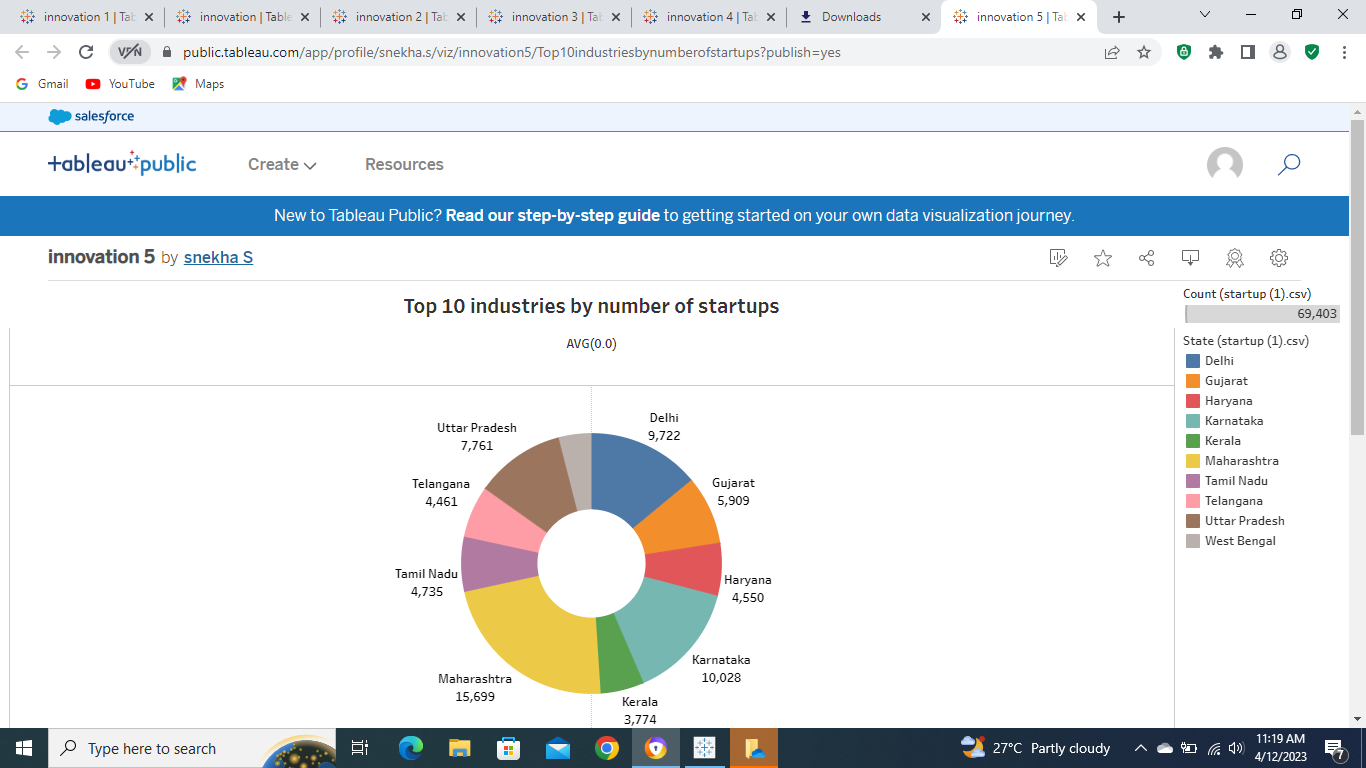 innovation 1 | Tab
innovation | Table
innovation 2 | Tab
innovation 3 | Tab
innovation 4 | Tab
Downloads
innovation 5 | Tab
VPN
public.tableau.com/app/profile/snekha.s/viz/innovation5/Top10industriesbynumberofstartups?publish=yes
Gmail
YouTube
Maps
salesforce
tableau public
Create
Resources
New to Tableau Public? Read our step-by-step guide to getting started on your own data visualization journey.
innovation 5 by snekha S
Top 10 industries by number of startups
AVG(0.0)
Count (startup (1).csv)
69,403
State (startup (1).csv)
Delhi
Gujarat
Haryana
Karnataka
Kerala
Maharashtra
Tamil Nadu
Telangana
Uttar Pradesh
West Bengal
Delhi
9,722
Uttar Pradesh
7,761
Telangana
4,461
Gujarat
5,909
Tamil Nadu
4,735
Haryana
4,550
Maharashtra
15,699
Karnataka
10,028
Kerala
3,774
Type here to search
27°C Partly cloudy
11:19 AM
4/12/2023
7